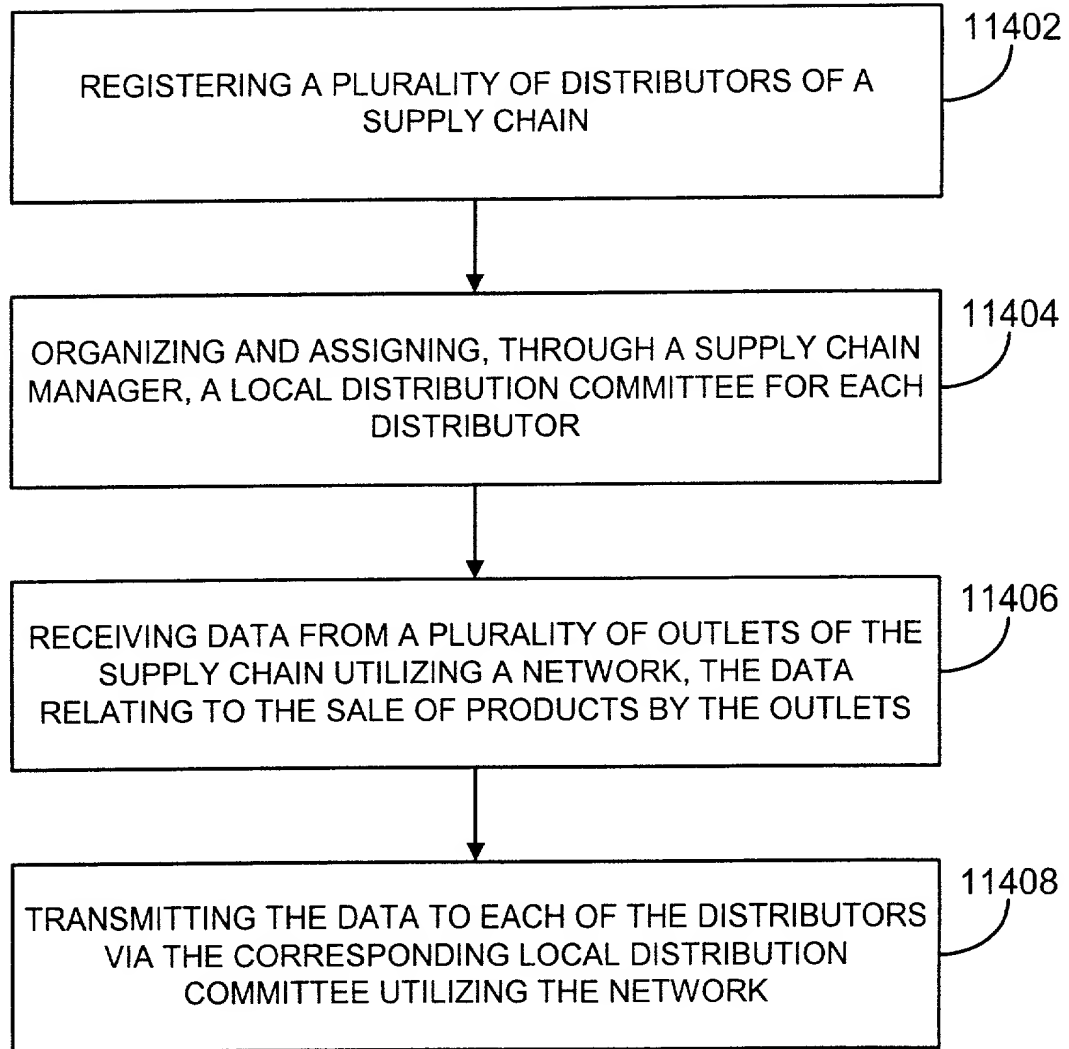 11402
REGISTERING A PLURALITY OF DISTRIBUTORS OF A
SUPPLY CHAIN
11404
ORGANIZING AND ASSIGNING, THROUGH A SUPPLY CHAIN
MANAGER, A LOCAL DISTRIBUTION COMMITTEE FOR EACH
DISTRIBUTOR
11406
RECEIVING DATA FROM A PLURALITY OF OUTLETS OF THE
SUPPLY CHAIN UTILIZING A NETWORK, THE DATA
RELATING TO THE SALE OF PRODUCTS BY THE OUTLETS
11408
TRANSMITTING THE DATA TO EACH OF THE DISTRIBUTORS
VIA THE CORRESPONDING LOCAL DISTRIBUTION
COMMITTEE UTILIZING THE NETWORK